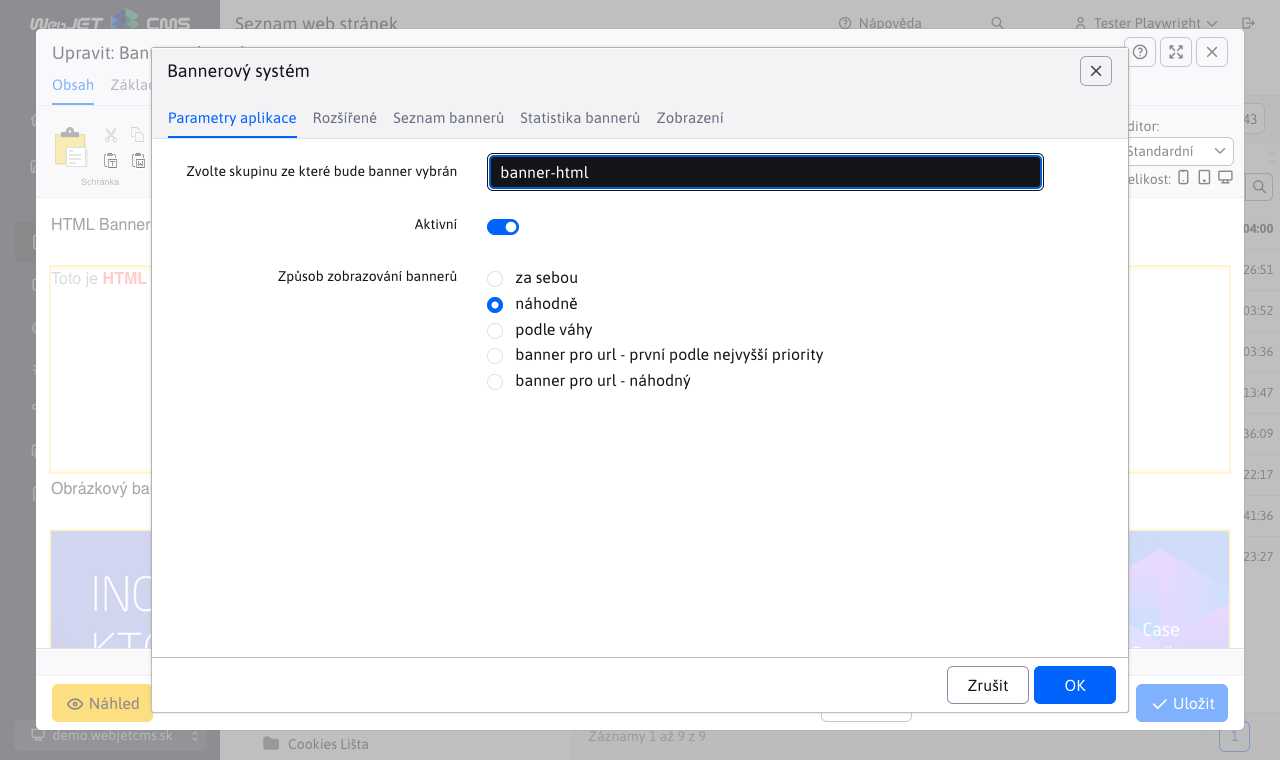 WebJET CMS
Seznam web stránek
Nápověda
Tester Playwright
Upravit: Ban
Bannerový systém
Obsah
Základ
Parametry aplikace
Rozšířené
Seznam bannerů
Statistika bannerů
Zobrazení
43
ditor:
Standardní
elikost:
Schránka
Zvolte skupinu ze které bude banner vybrán
banner-html
HTML Banner
Aktivní
04:00
Toto je HTML
Způsob zobrazování bannerů
za sebou
náhodně
podle váhy
banner pro url - první podle nejvyšší priority
banner pro url - náhodný
26:51
03:52
03:36
13:47
36:09
22:17
41:36
23:27
Obrázkový ba
INO
KTO
Case
Zrušit
OK
Náhled
Uložit
demo.webjetcms.sk
Cookies Lišta
Záznamy 1 až 9 z 9
1